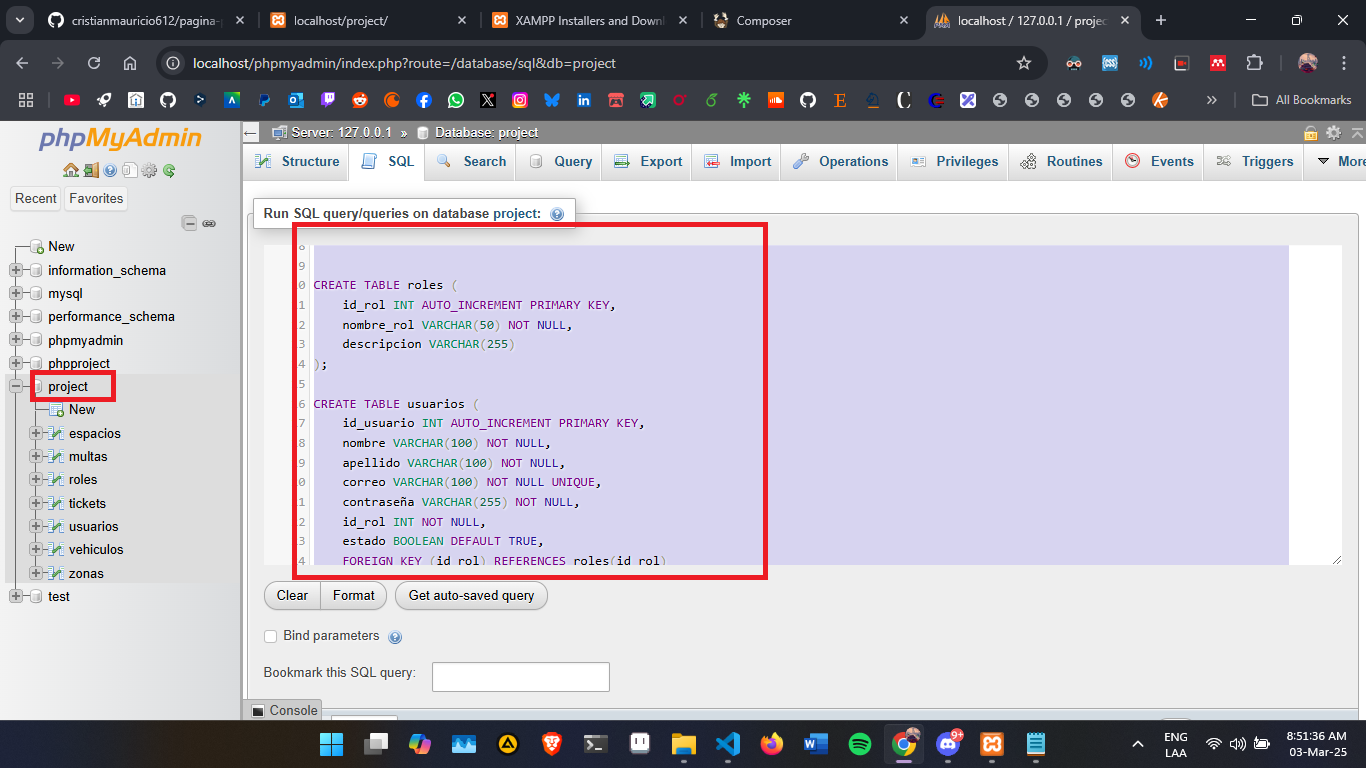 cristianmauricio612/pagina-
localhost/project/
XAMPP Installers and Downl
Composer
localhost / 127.0.0.1 / projec
localhost/phpmyadmin/index.php?route=/database/sql&db=project
All Bookmarks
phpMyAdmin
Recent
Favorites
New
information_schema
mysql
performance_schema
phpmyadmin
phpproject
project
New
espacios
multas
roles
tickets
usuarios
vehiculos
zonas
test
Server: 127.0.0.1 » Database: project
Structure
SQL
Search
Query
Export
Import
Operations
Privileges
Routines
Events
Triggers
More
Run SQL query/queries on database project:
8
9
0 CREATE TABLE roles (
1 id_rol INT AUTO_INCREMENT PRIMARY KEY,
2 nombre_rol VARCHAR(50) NOT NULL,
3 descripcion VARCHAR(255)
4 );
5
6 CREATE TABLE usuarios (
7 id_usuario INT AUTO_INCREMENT PRIMARY KEY,
8 nombre VARCHAR(100) NOT NULL,
9 apellido VARCHAR(100) NOT NULL,
0 correo VARCHAR(100) NOT NULL UNIQUE,
1 contraseña VARCHAR(255) NOT NULL,
2 id_rol INT NOT NULL,
3 estado BOOLEAN DEFAULT TRUE,
4 FOREIGN KEY (id_rol) REFERENCES roles(id_rol)
Clear
Format
Get auto-saved query
Bind parameters
Bookmark this SQL query:
Console
9+
ENG
LAA
8:51:36 AM
03-Mar-25